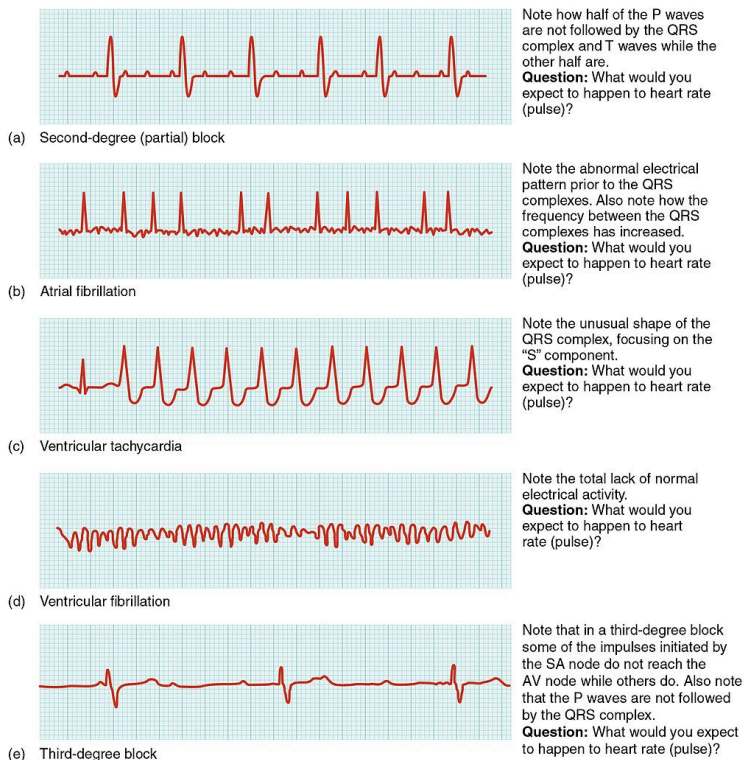 Note how half of the P waves
are not followed by the QRS
complex and T waves while the
other half are.
Question: What would you
expect to happen to heart rate
(pulse)?
(a) Second-degree (partial) block
Note the abnormal electrical
pattern prior to the QRS
complexes. Also note how the
frequency between the QRS
complexes has increased.
Question: What would you
expect to happen to heart rate
(pulse)?
(b) Atrial fibrillation
Note the unusual shape of the
QRS complex, focusing on the
“S” component.
Question: What would you
expect to happen to heart rate
(pulse)?
(c) Ventricular tachycardia
Note the total lack of normal
electrical activity.
Question: What would you
expect to happen to heart
rate (pulse)?
(d) Ventricular fibrillation
Note that in a third-degree block
some of the impulses initiated by
the SA node do not reach the
AV node while others do. Also note
that the P waves are not followed
by the QRS complex.
Question: What would you expect
to happen to heart rate (pulse)?
(e) Third-degree block